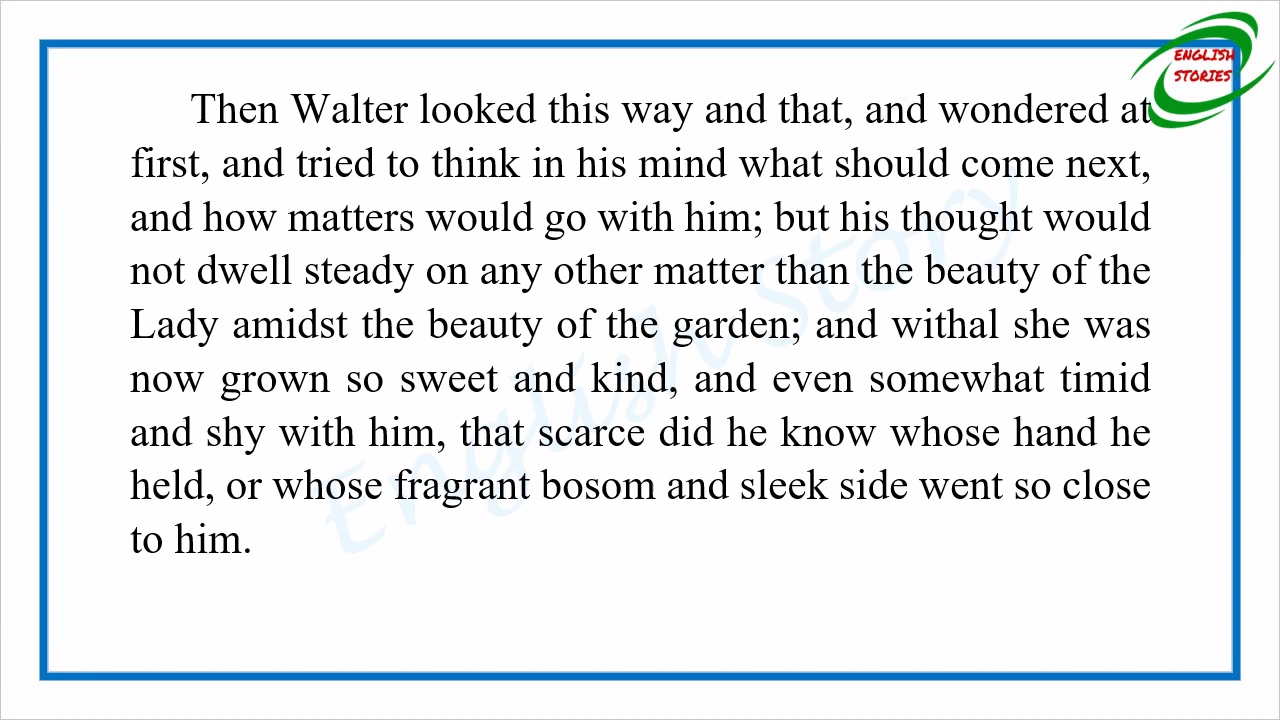 ENGLISH
STORIES
Then Walter looked this way and that, and wondered at
first, and tried to think in his mind what should come next,
and how matters would go with him; but his thought would
not dwell steady on any other matter than the beauty of the
Lady amidst the beauty of the garden; and withal she was
now grown so sweet and kind, and even somewhat timid
and shy with him, that scarce did he know whose hand he
held, or whose fragrant bosom and sleek side went so close
to him.
English Story